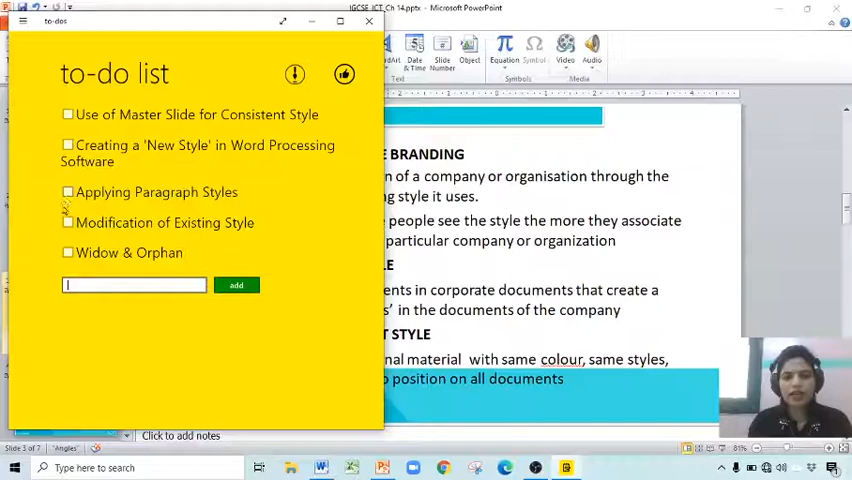 IGCSE_ICT_Ch 14.pptx - Microsoft PowerPoint
to-dos
to-do list
Use of Master Slide for Consistent Style
Creating a 'New Style' in Word Processing
Software
Applying Paragraph Styles
Modification of Existing Style
Widow & Orphan
add
Date
& Time
Slide
Number
Object
Equation
Symbol
Video
Audio
Text
Symbols
Media
E BRANDING
n of a company or organisation through the
ng style it uses.
e people see the style the more they associate
particular company or organization
LE
ents in corporate documents that create a
s' in the documents of the company
T STYLE
nal material with same colour, same styles,
o position on all documents
Click to add notes
Slide 3 of 7
"Angles"
81%
Type here to search